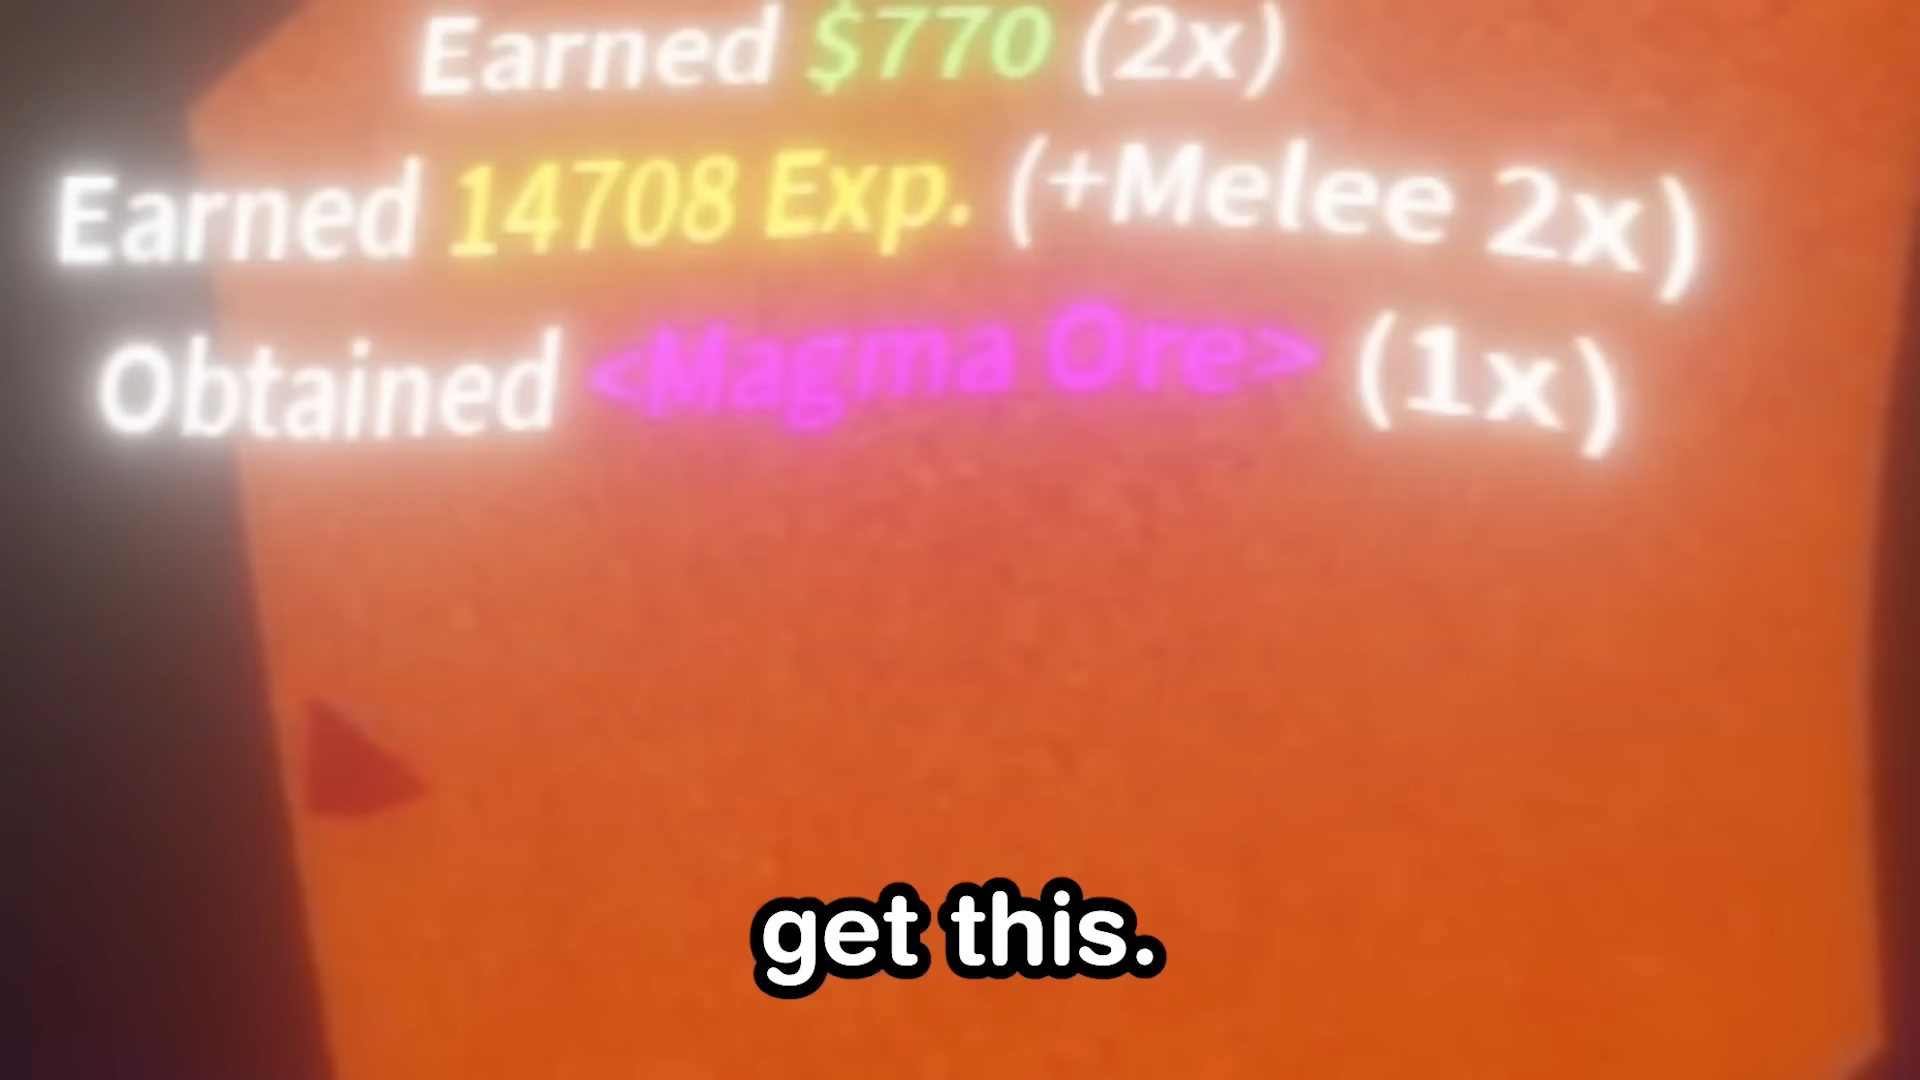 Earned $770 (2x)
Earned 14708 Exp. (+Melee 2x)
Obtained <Magma Ore> (1x)
get this.